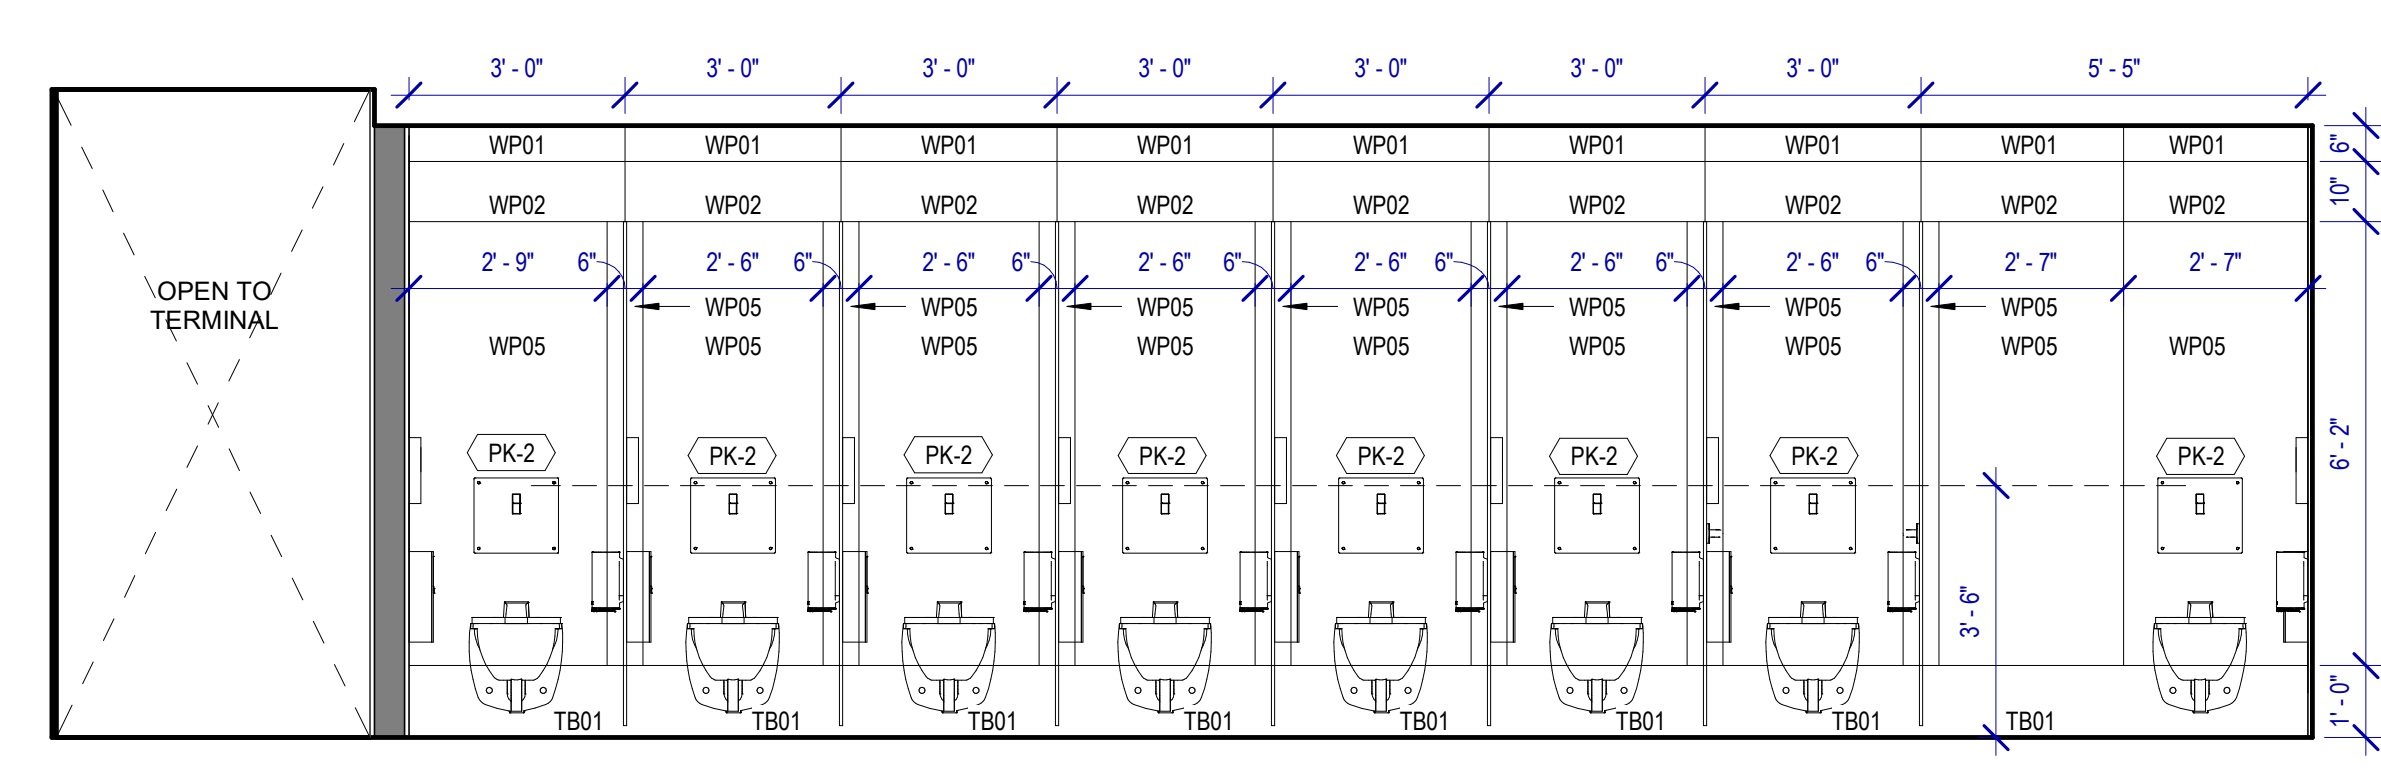 3' - 0" 3' - 0" 3' - 0" 3' - 0" 3' - 0" 3' - 0" 3' - 0" 5' - 5"
WP01 WP01 WP01 WP01 WP01 WP01 WP01 WP01 WP01 6"
WP02 WP02 WP02 WP02 WP02 WP02 WP02 WP02 WP02 10"
2' - 9" 6" 2' - 6" 6" 2' - 6" 6" 2' - 6" 6" 2' - 6" 6" 2' - 6" 6" 2' - 6" 6" 2' - 7" 2' - 7"
OPEN TO
TERMINAL
WP05 WP05 WP05 WP05 WP05 WP05 WP05
WP05 WP05 WP05 WP05 WP05 WP05 WP05 WP05 WP05
PK-2 PK-2 PK-2 PK-2 PK-2 PK-2 PK-2 PK-2 6' - 2"
3' - 6"
TB01 TB01 TB01 TB01 TB01 TB01 TB01 TB01 1' - 0"